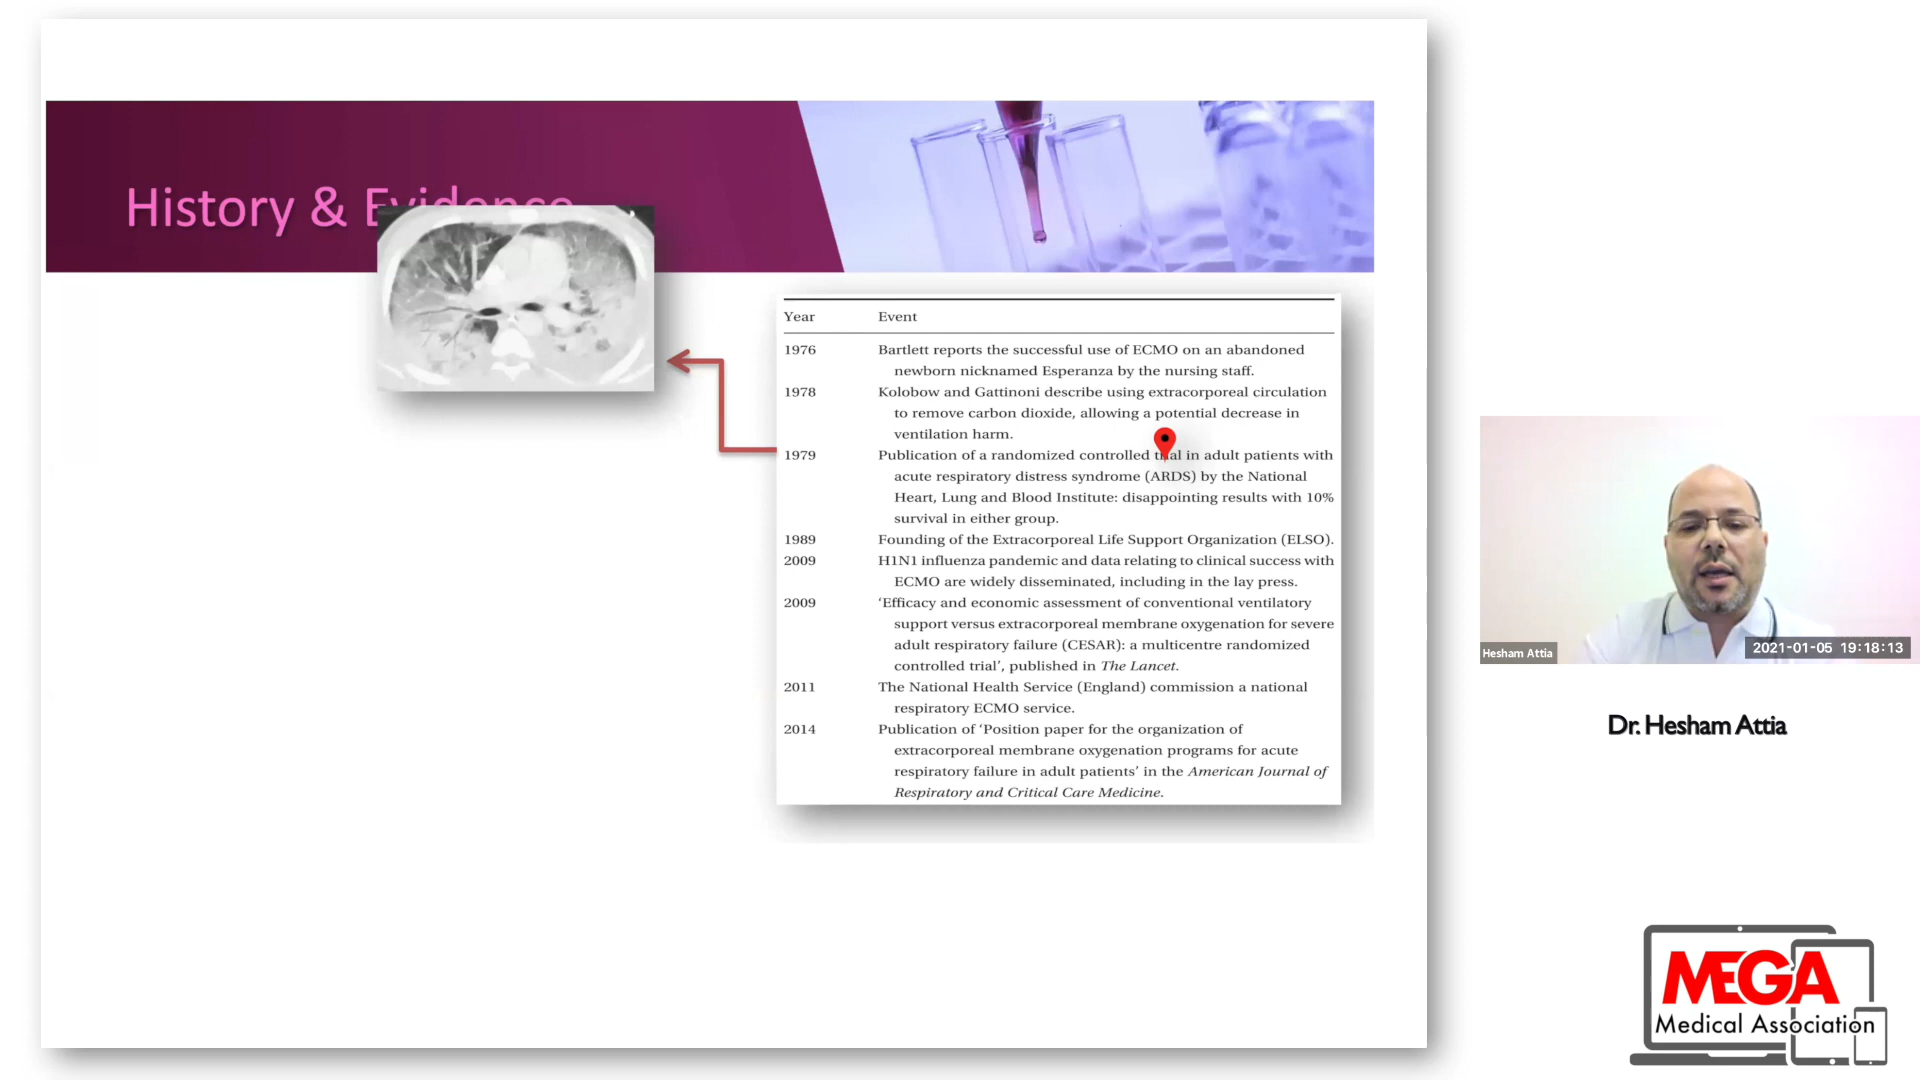 History & Evidence
Year Event
1976 Bartlett reports the successful use of ECMO on an abandoned
newborn nicknamed Esperanza by the nursing staff.
1978 Kolobow and Gattinoni describe using extracorporeal circulation
to remove carbon dioxide, allowing a potential decrease in
ventilation harm.
1979 Publication of a randomized controlled trial in adult patients with
acute respiratory distress syndrome (ARDS) by the National
Heart, Lung and Blood Institute: disappointing results with 10%
survival in either group.
1989 Founding of the Extracorporeal Life Support Organization (ELSO).
2009 H1N1 influenza pandemic and data relating to clinical success with
ECMO are widely disseminated, including in the lay press.
2009 ‘Efficacy and economic assessment of conventional ventilatory
support versus extracorporeal membrane oxygenation for severe
adult respiratory failure (CESAR): a multicentre randomized
controlled trial’, published in The Lancet.
2011 The National Health Service (England) commission a national
respiratory ECMO service.
2014 Publication of ‘Position paper for the organization of
extracorporeal membrane oxygenation programs for acute
respiratory failure in adult patients’ in the American Journal of
Respiratory and Critical Care Medicine.
Hesham Attia
2021-01-05 19:18:13
Dr. Hesham Attia
MEGA
Medical Association